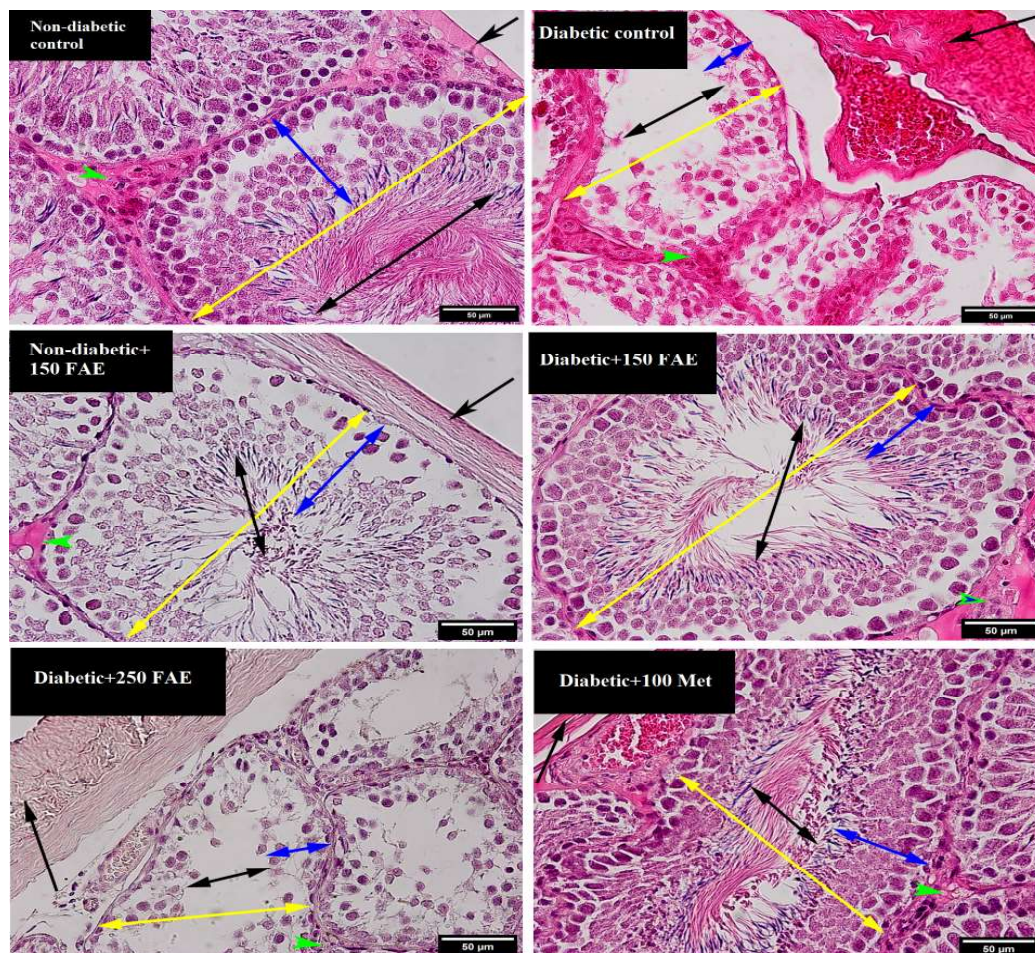 Non-diabetic
control
50 µm
Diabetic control
50 µm
Non-diabetic+
150 FAE
50 µm
Diabetic+150 FAE
50 µm
Diabetic+250 FAE
50 µm
Diabetic+100 Met
50 µm